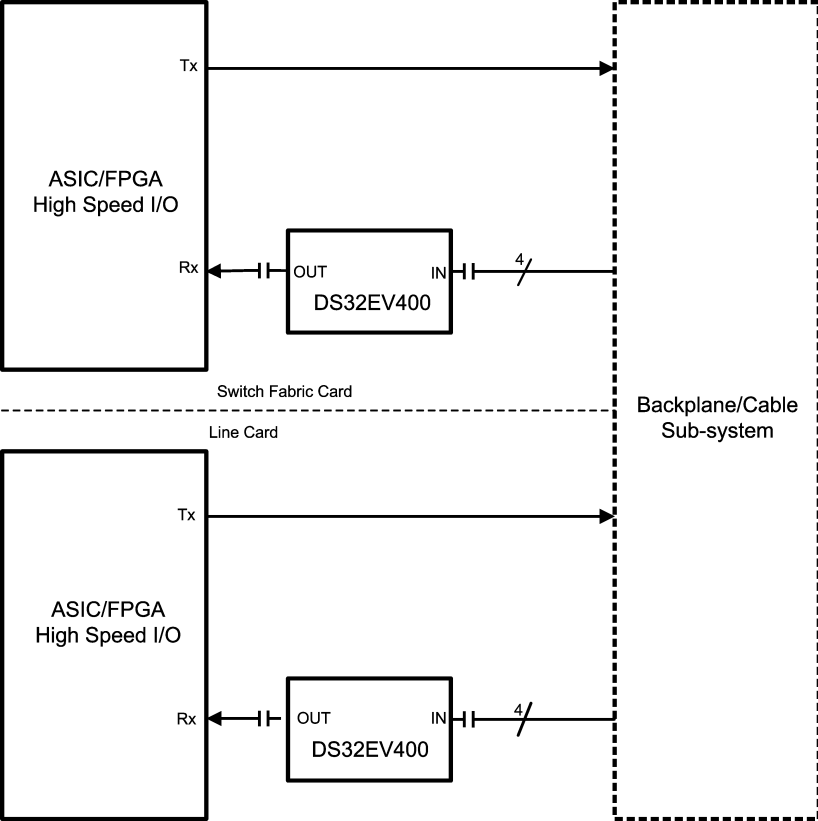 Tx
ASIC/FPGA
High Speed I/O
Rx
OUT
IN
4
DS32EV400
Switch Fabric Card
Backplane/Cable
Sub-system
Line Card
Tx
ASIC/FPGA
High Speed I/O
Rx
OUT
IN
4
DS32EV400